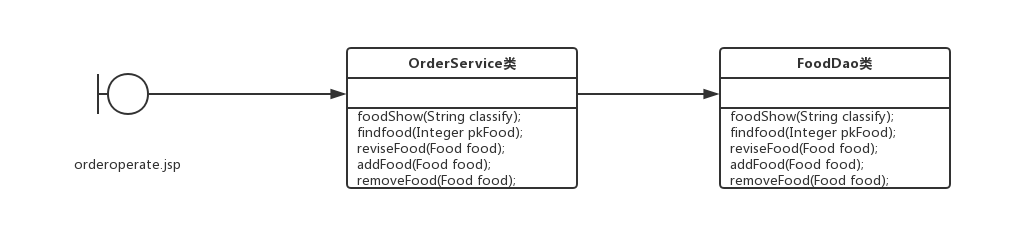 OrderService类
FoodDao类
foodShow(String classify);
findfood(Integer pkFood);
reviseFood(Food food);
addFood(Food food);
removeFood(Food food);
foodShow(String classify);
findfood(Integer pkFood);
reviseFood(Food food);
addFood(Food food);
removeFood(Food food);
orderoperate.jsp